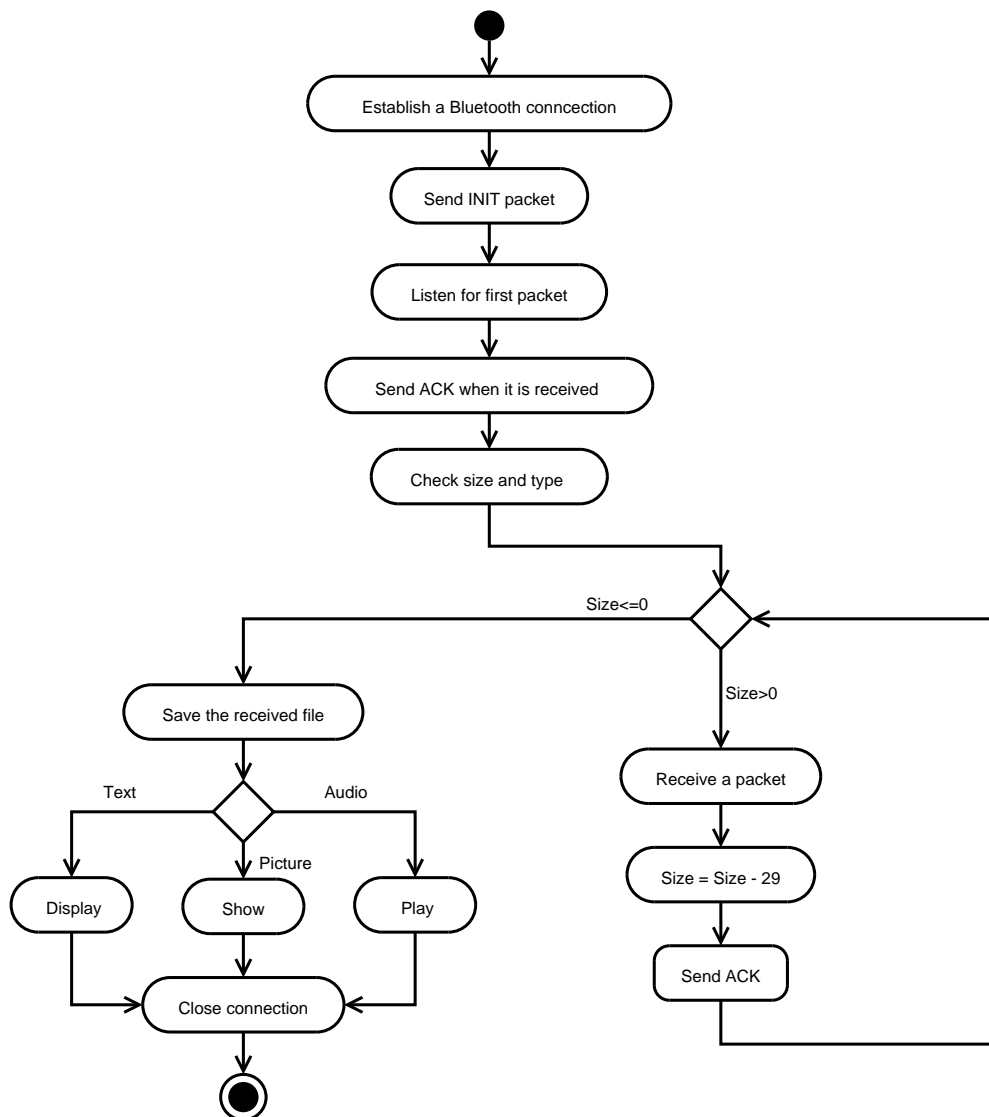 Establish a Bluetooth conncection
Send INIT packet
Listen for first packet
Send ACK when it is received
Check size and type
Size<=0
Size>0
Save the received file
Receive a packet
Text
Audio
Picture
Size = Size - 29
Display
Show
Play
Send ACK
Close connection